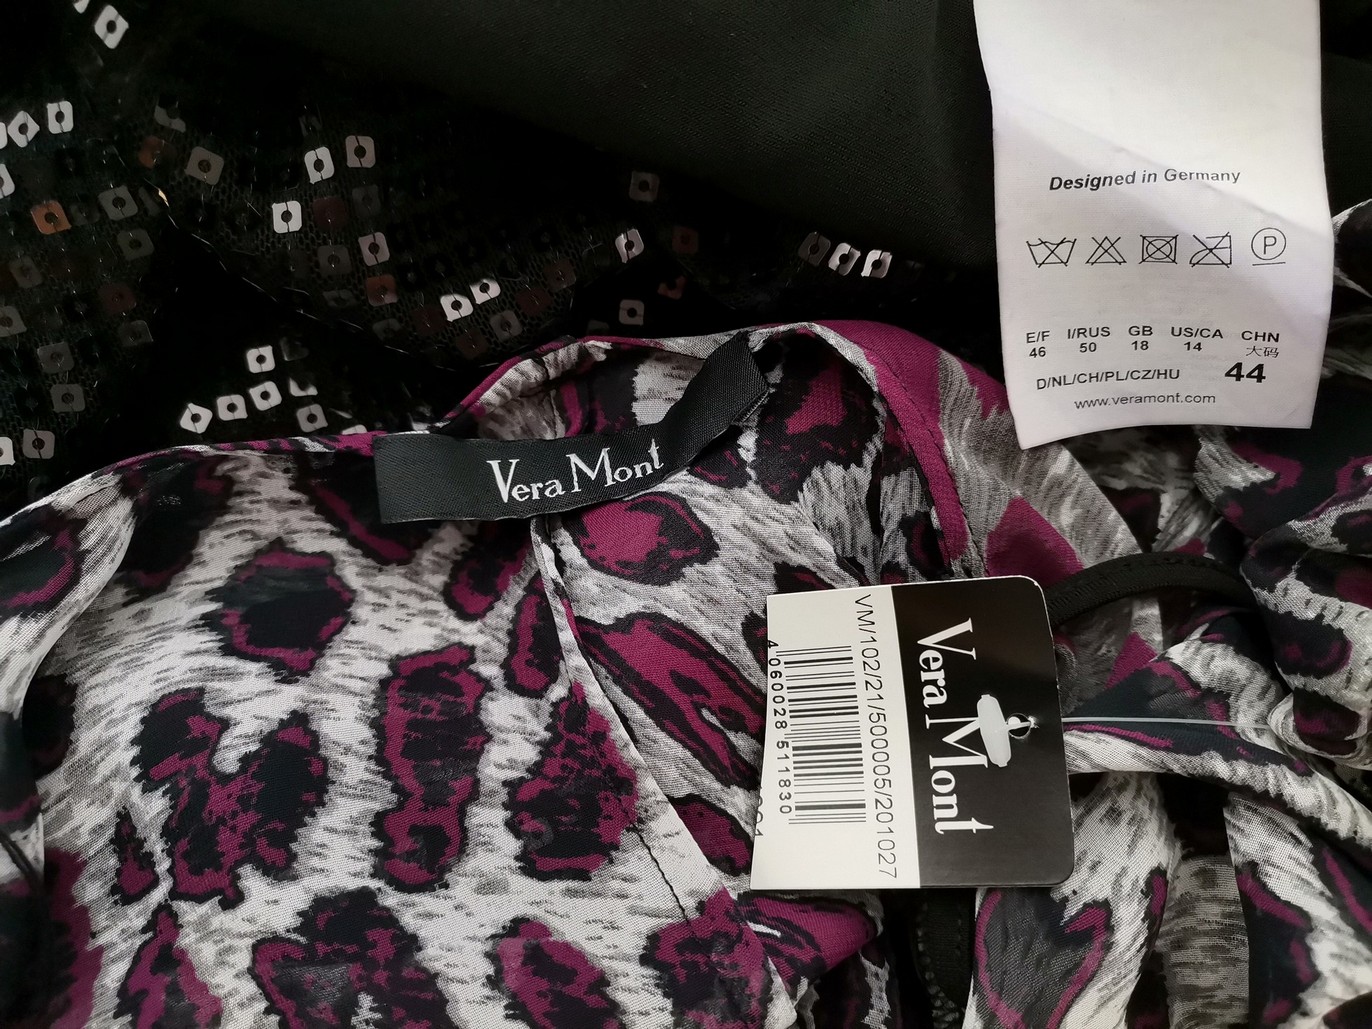 Designed in Germany
P
E/F I/RUS GB US/CA CHN
46 50 18 14 大码
D/NL/CH/PL/CZ/HU 44
www.veramont.com
Vera Mont
Vera Mont
VM/102/21/500005/201027
4 060028 511830